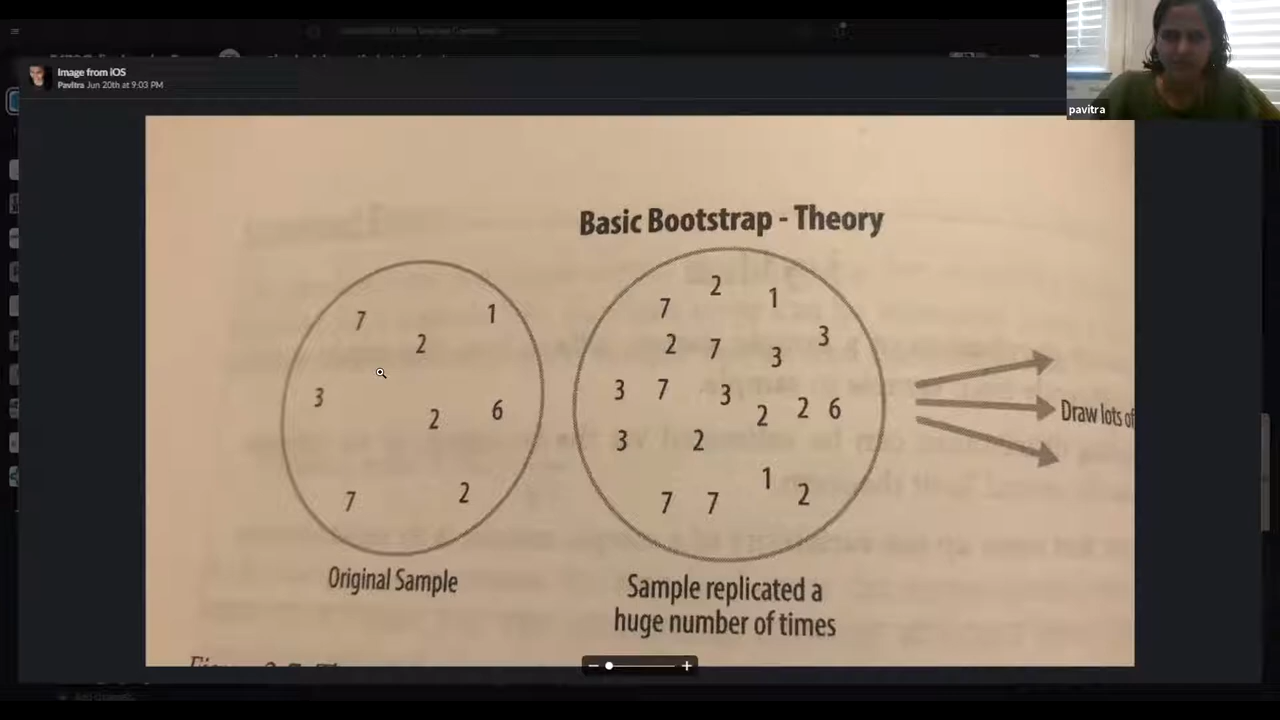 Image from iOS
Pavitra Jun 20th at 9:03 PM
pavitra
Basic Bootstrap - Theory
7 1
2
3
2 6
7 2
Original Sample
2
7 1
2 7 3 3
3 7 3 2 2 6
3 2
1
7 7 2
Draw lots of
Sample replicated a
huge number of times